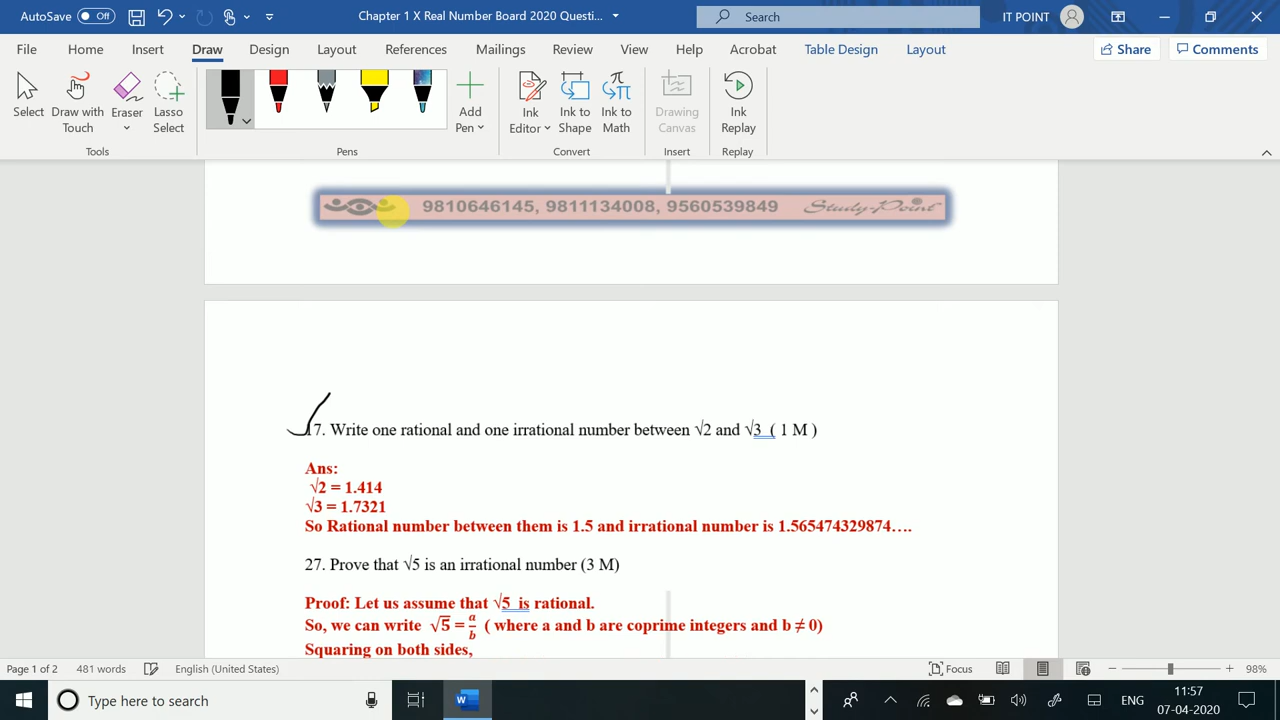 AutoSave Off Chapter 1 X Real Number Board 2020 Questi... Search IT POINT
File Home Insert Draw Design Layout References Mailings Review View Help Acrobat Table Design Layout Share Comments
Select Draw with Touch Eraser Lasso Select Add Pen Ink Editor Ink to Shape Ink to Math Drawing Canvas Ink Replay
Tools Pens Convert Insert Replay
9810646145, 9811134008, 9560539849 Study-Point
17. Write one rational and one irrational number between √2 and √3 ( 1 M )
Ans:
√2 = 1.414
√3 = 1.7321
So Rational number between them is 1.5 and irrational number is 1.565474329874….
27. Prove that √5 is an irrational number (3 M)
Proof: Let us assume that √5 is rational.
So, we can write √5 = a/b ( where a and b are coprime integers and b ≠ 0)
Squaring on both sides,
Page 1 of 2 481 words English (United States) Focus 98%
Type here to search ENG 11:57
07-04-2020